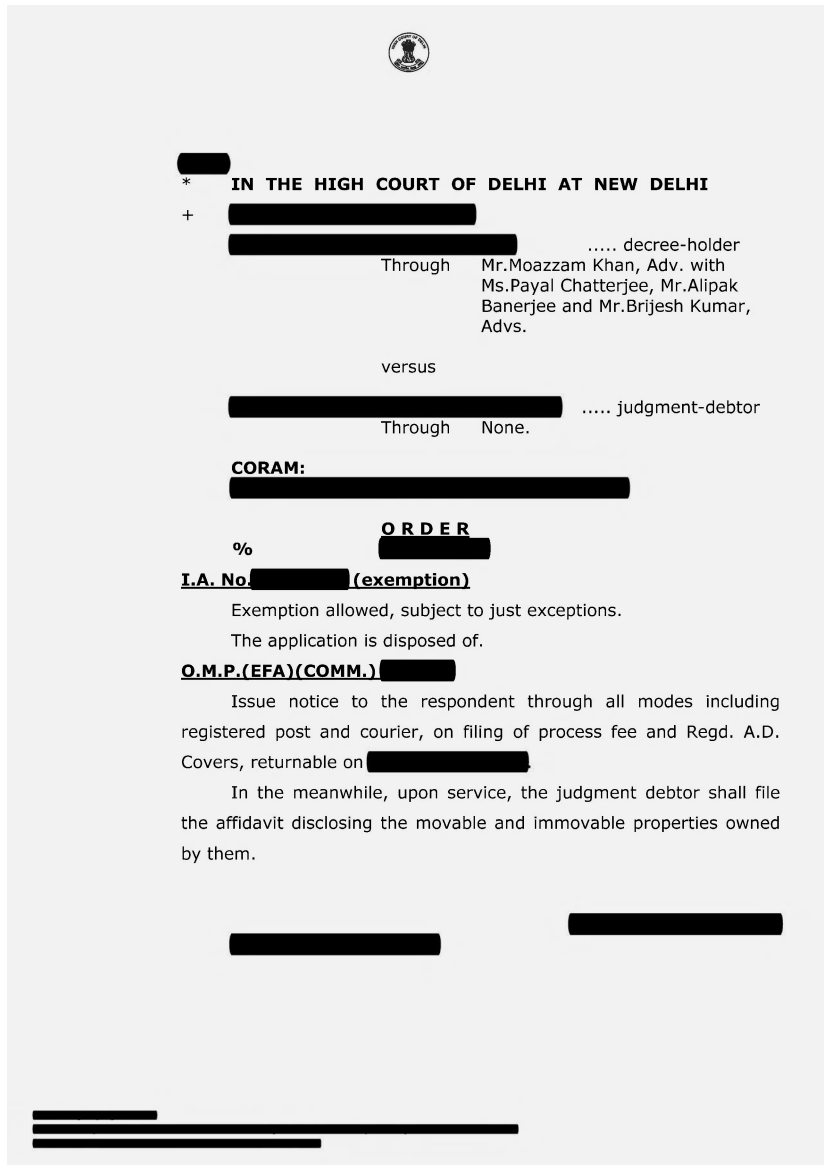 * IN THE HIGH COURT OF DELHI AT NEW DELHI
+
..... decree-holder
Through Mr.Moazzam Khan, Adv. with
Ms.Payal Chatterjee, Mr.Alipak
Banerjee and Mr.Brijesh Kumar,
Advs.
versus
..... judgment-debtor
Through None.
CORAM:
O R D E R
%
I.A. No. (exemption)
Exemption allowed, subject to just exceptions.
The application is disposed of.
O.M.P.(EFA)(COMM.)
Issue notice to the respondent through all modes including
registered post and courier, on filing of process fee and Regd. A.D.
Covers, returnable on .
In the meanwhile, upon service, the judgment debtor shall file
the affidavit disclosing the movable and immovable properties owned
by them.